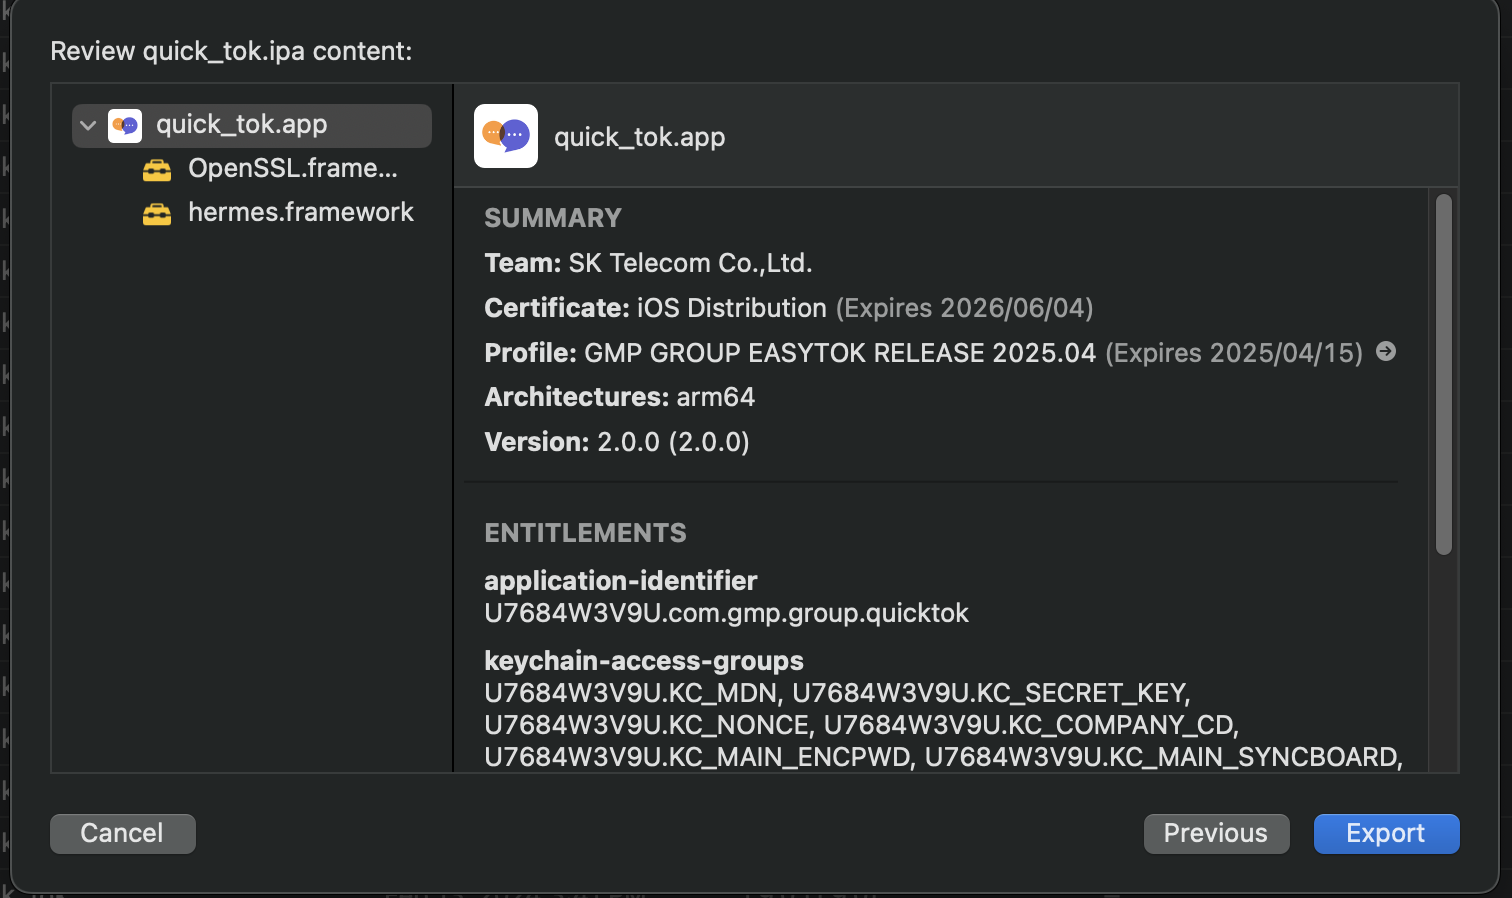 Review quick_tok.ipa content:
quick_tok.app
OpenSSL.frame...
hermes.framework
quick_tok.app
SUMMARY
Team: SK Telecom Co.,Ltd.
Certificate: iOS Distribution (Expires 2026/06/04)
Profile: GMP GROUP EASYTOK RELEASE 2025.04 (Expires 2025/04/15)
Architectures: arm64
Version: 2.0.0 (2.0.0)
ENTITLEMENTS
application-identifier
U7684W3V9U.com.gmp.group.quicktok
keychain-access-groups
U7684W3V9U.KC_MDN, U7684W3V9U.KC_SECRET_KEY,
U7684W3V9U.KC_NONCE, U7684W3V9U.KC_COMPANY_CD,
U7684W3V9U.KC_MAIN_ENCPWD, U7684W3V9U.KC_MAIN_SYNCBOARD,
Cancel
Previous
Export